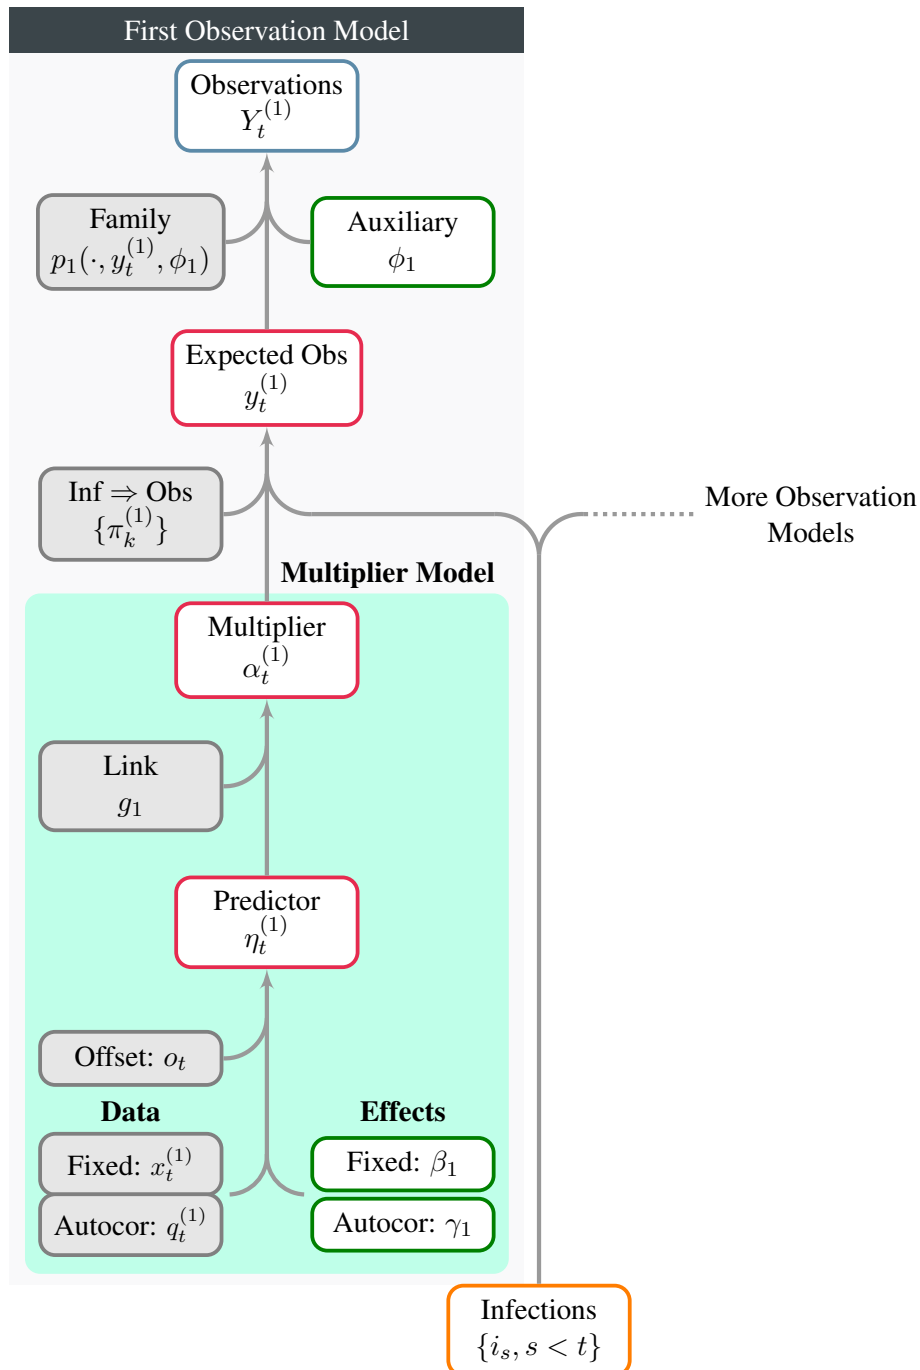 First Observation Model
Observations
Y_t^{(1)}
Family
p_1(·, y_t^{(1)}, ϕ_1)
Auxiliary
ϕ_1
Expected Obs
y_t^{(1)}
Inf ⇒ Obs
{π_k^{(1)}}
More Observation
Models
Multiplier Model
Multiplier
α_t^{(1)}
Link
g_1
Predictor
η_t^{(1)}
Offset: o_t
Data
Effects
Fixed: x_t^{(1)}
Fixed: β_1
Autocor: q_t^{(1)}
Autocor: γ_1
Infections
{i_s, s < t}